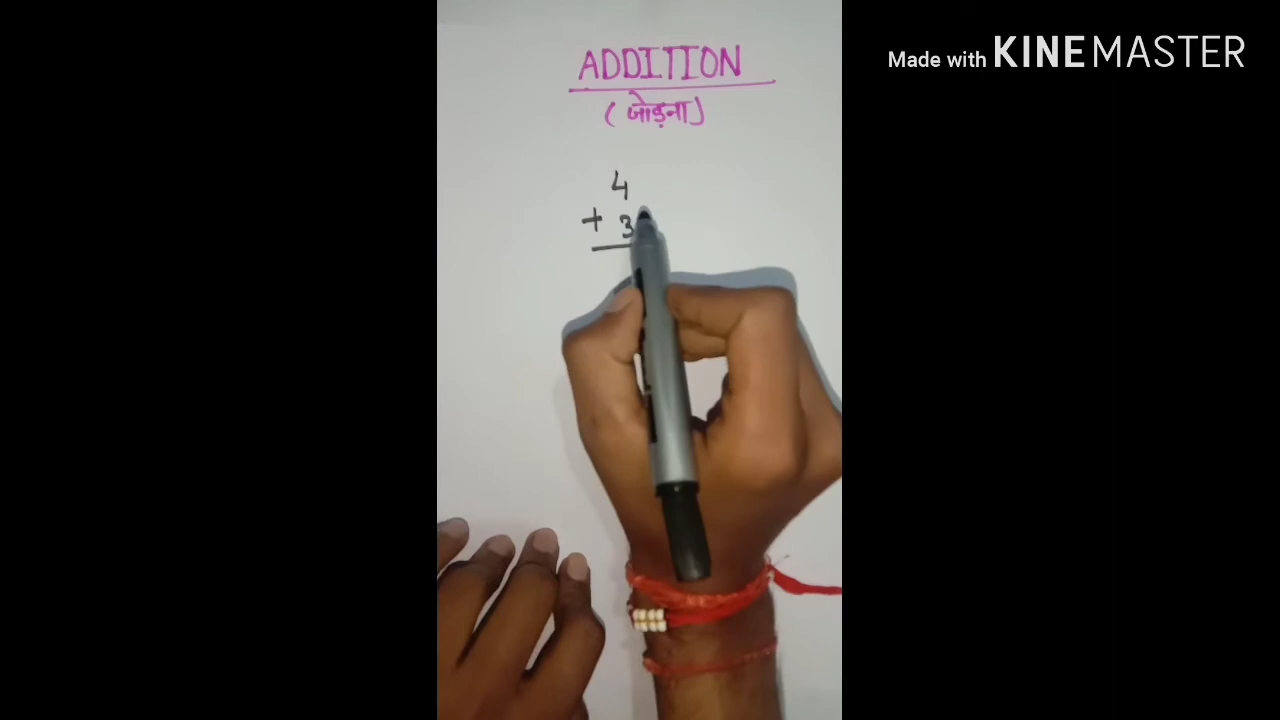 Made with KINEMASTER
ADDITION
(जोड़ना)
4
+ 3